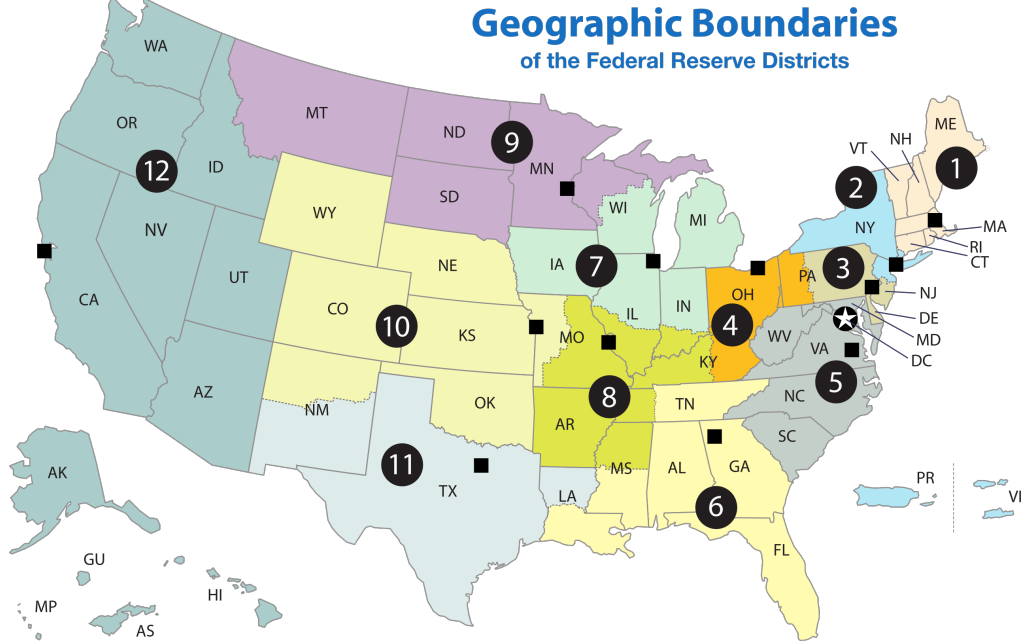 Geographic Boundaries
of the Federal Reserve Districts
WA
MT
ME
OR
ND
9
NH
VT
MN
1
12
ID
2
SD
WY
WI
MI
NY
MA
NV
RI
IA
7
CT
NE
3
PA
UT
OH
NJ
CA
CO
IN
IL
DE
10
KS
MO
4
WV
MD
VA
DC
KY
5
AZ
8
NC
OK
TN
NM
AR
SC
11
MS
AL
GA
AK
PR
TX
LA
VI
6
FL
GU
HI
MP
AS